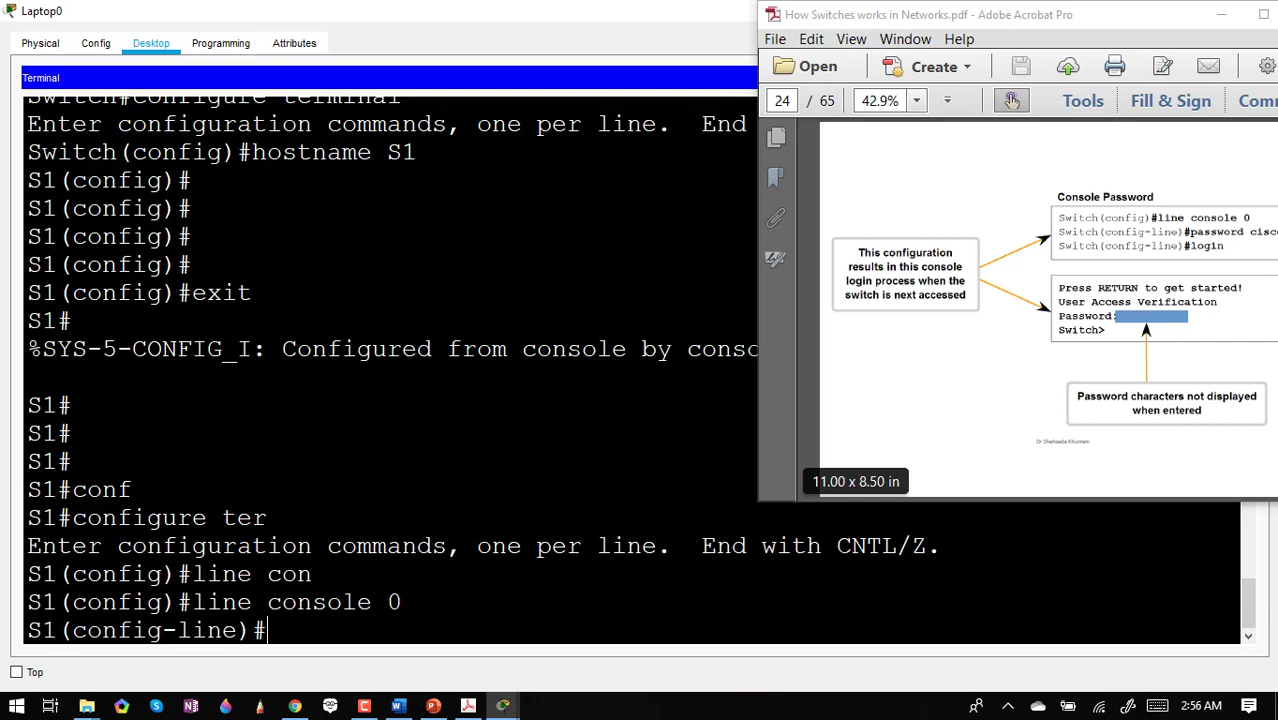 Laptop0
Physical Config Desktop Programming Attributes
Terminal
Switch#configure terminal
Enter configuration commands, one per line. End
Switch(config)#hostname S1
S1(config)#
S1(config)#
S1(config)#
S1(config)#
S1(config)#exit
S1#
%SYS-5-CONFIG_I: Configured from console by conso
S1#
S1#
S1#
S1#conf
S1#configure ter
Enter configuration commands, one per line. End with CNTL/Z.
S1(config)#line con
S1(config)#line console 0
S1(config-line)#
Top
How Switches works in Networks.pdf - Adobe Acrobat Pro
File Edit View Window Help
Open Create
24 / 65 42.9% Tools Fill & Sign Comm
Console Password
Switch(config)#line console 0
Switch(config-line)#password cisco
Switch(config-line)#login
This configuration
results in this console
login process when the
switch is next accessed
Press RETURN to get started!
User Access Verification
Password:
Switch>
Password characters not displayed
when entered
Dr Shaheda Khurrem
11.00 x 8.50 in
2:56 AM